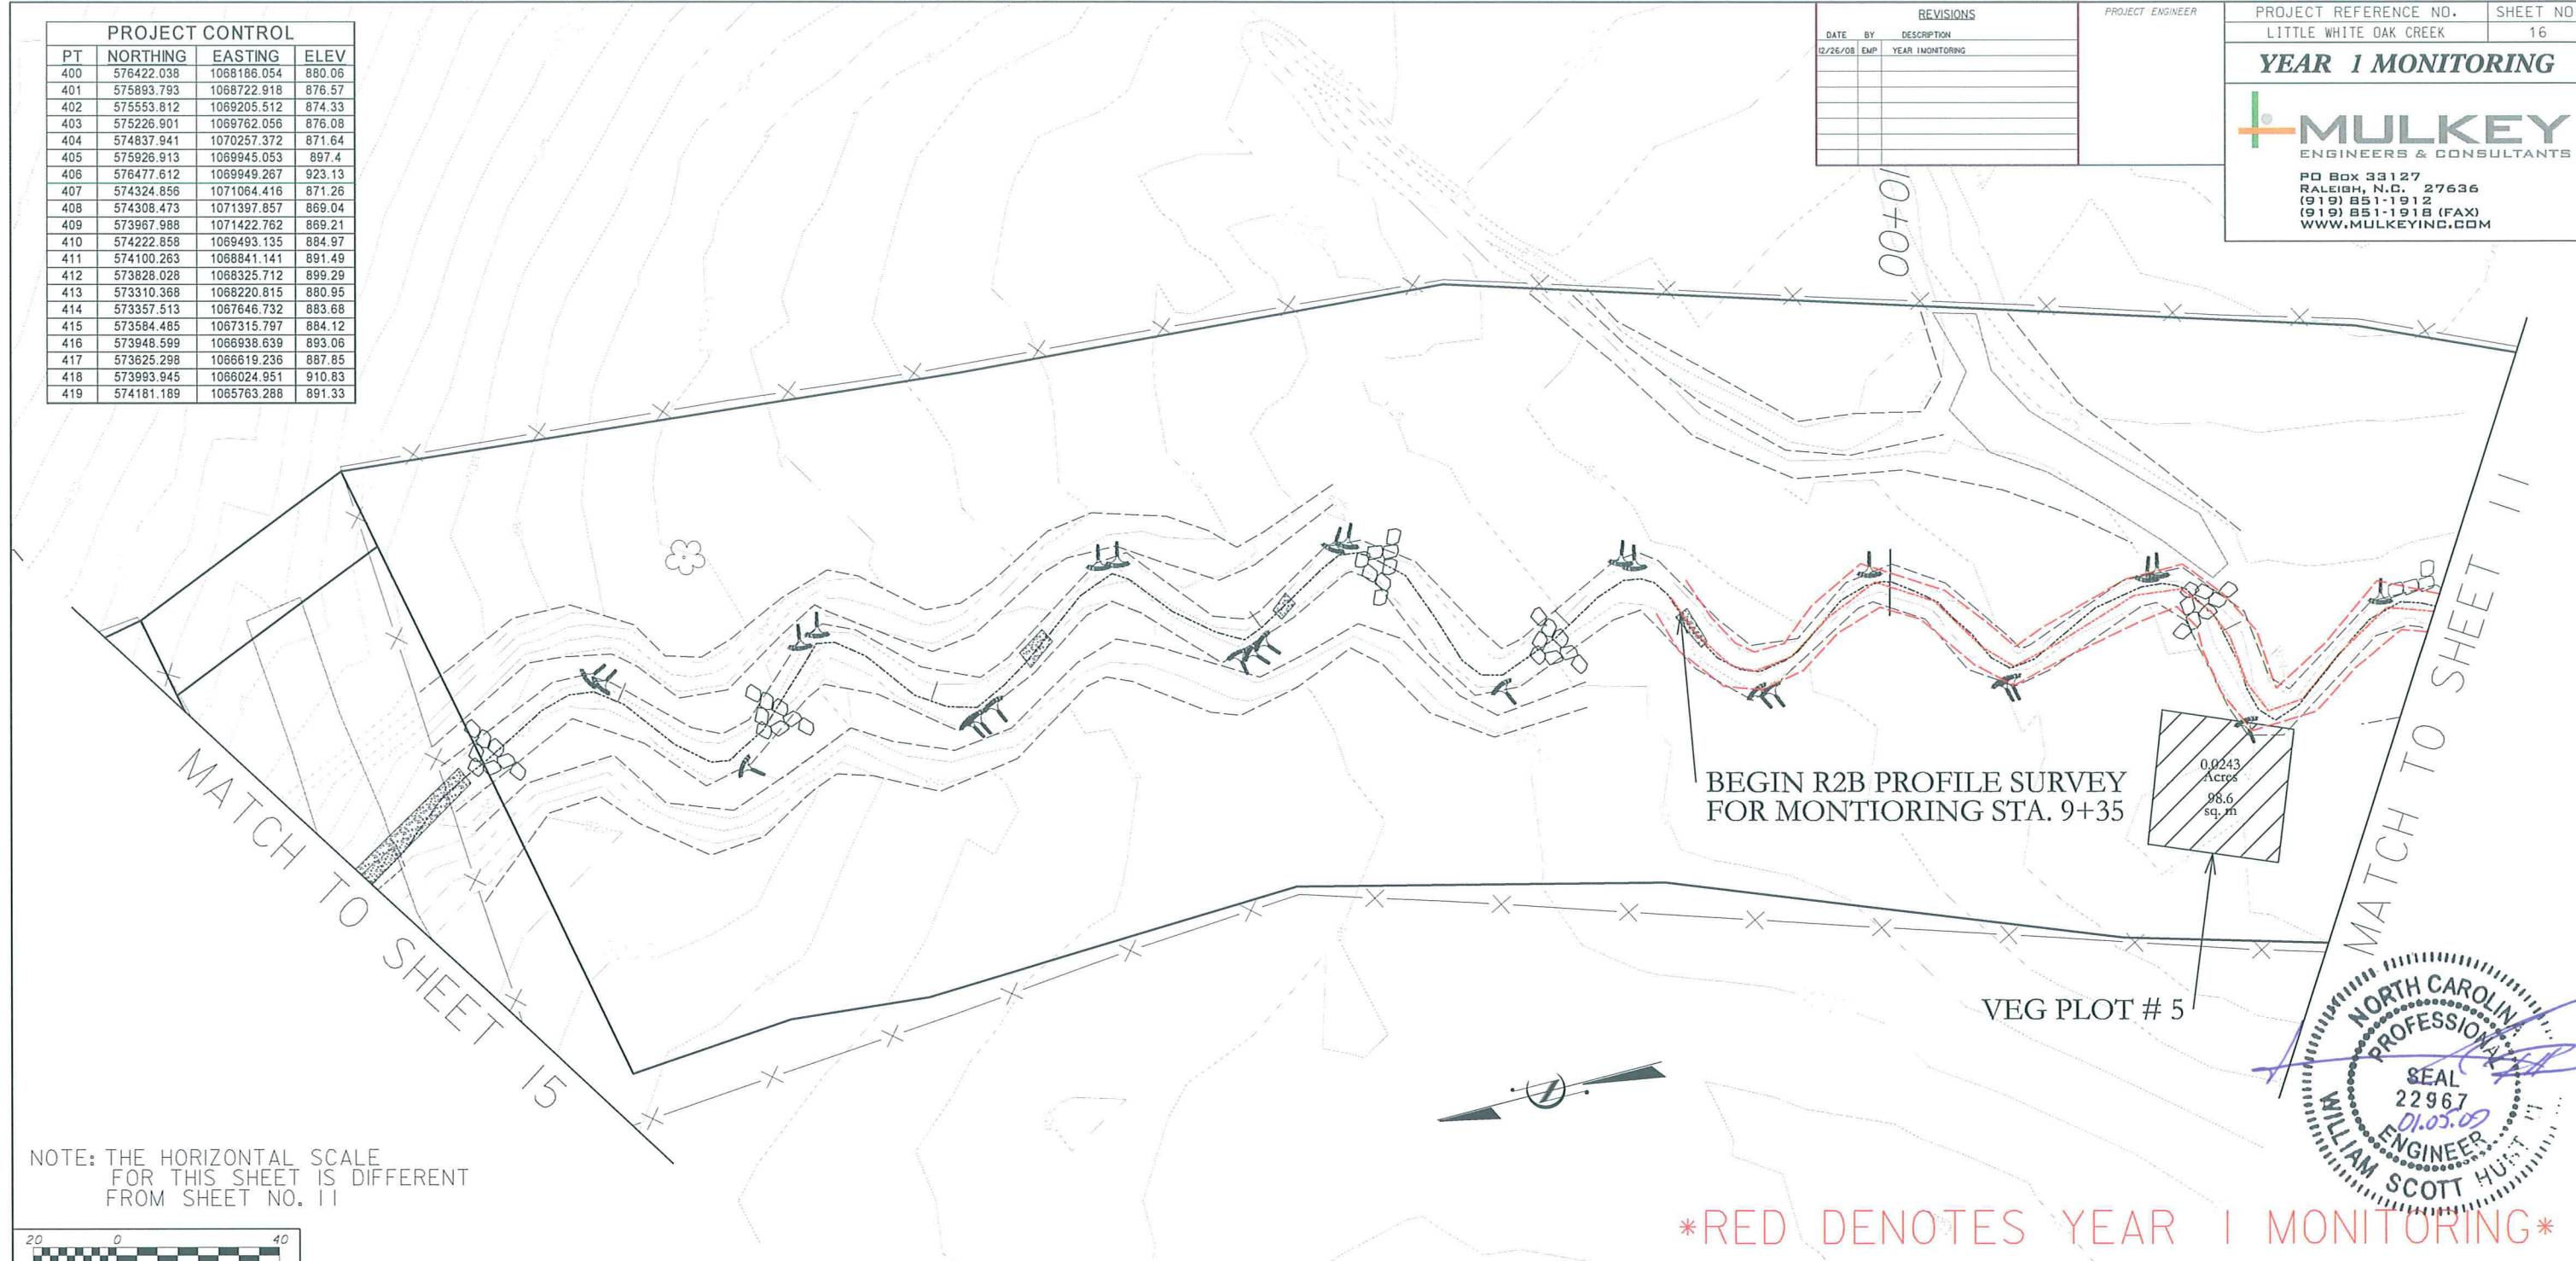 PROJECT CONTROL
PT NORTHING EASTING ELEV
400 576422.038 1068186.054 880.06
401 575893.793 1068722.918 876.57
402 575553.812 1069205.512 874.33
403 575226.901 1069762.056 876.08
404 574837.941 1070257.372 871.64
405 575926.913 1069945.053 897.4
406 576477.612 1069949.267 923.13
407 574324.856 1071064.416 871.26
408 574308.473 1071397.857 869.04
409 573967.988 1071422.762 869.21
410 574222.858 1069493.135 884.97
411 574100.263 1068841.141 891.49
412 573828.028 1068325.712 899.29
413 573310.368 1068220.815 880.95
414 573357.513 1067646.732 883.68
415 573584.485 1067315.797 884.12
416 573948.599 1066938.639 893.06
417 573625.298 1066619.236 887.85
418 573993.945 1066024.951 910.83
419 574181.189 1065763.288 891.33
REVISIONS
DATE BY DESCRIPTION
12/26/08 EMP YEAR 1 MONITORING
PROJECT ENGINEER
PROJECT REFERENCE NO. SHEET NO
LITTLE WHITE OAK CREEK 16
YEAR 1 MONITORING
MULKEY
ENGINEERS & CONSULTANTS
PO BOX 33127
RALEIGH, N.C. 27636
(919) 851-1912
(919) 851-1918 (FAX)
WWW.MULKEYINC.COM
10+00
MATCH TO SHEET 15
MATCH TO SHEET 11
BEGIN R2B PROFILE SURVEY
FOR MONTIORING STA. 9+35
0.0243
Acres
98.6
sq. m
VEG PLOT # 5
NORTH CAROLINA
PROFESSIONAL
SEAL
22967
01.05.09
ENGINEER
WILLIAM SCOTT HUNT III
NOTE: THE HORIZONTAL SCALE
FOR THIS SHEET IS DIFFERENT
FROM SHEET NO. 11
20 0 40
*RED DENOTES YEAR 1 MONITORING*